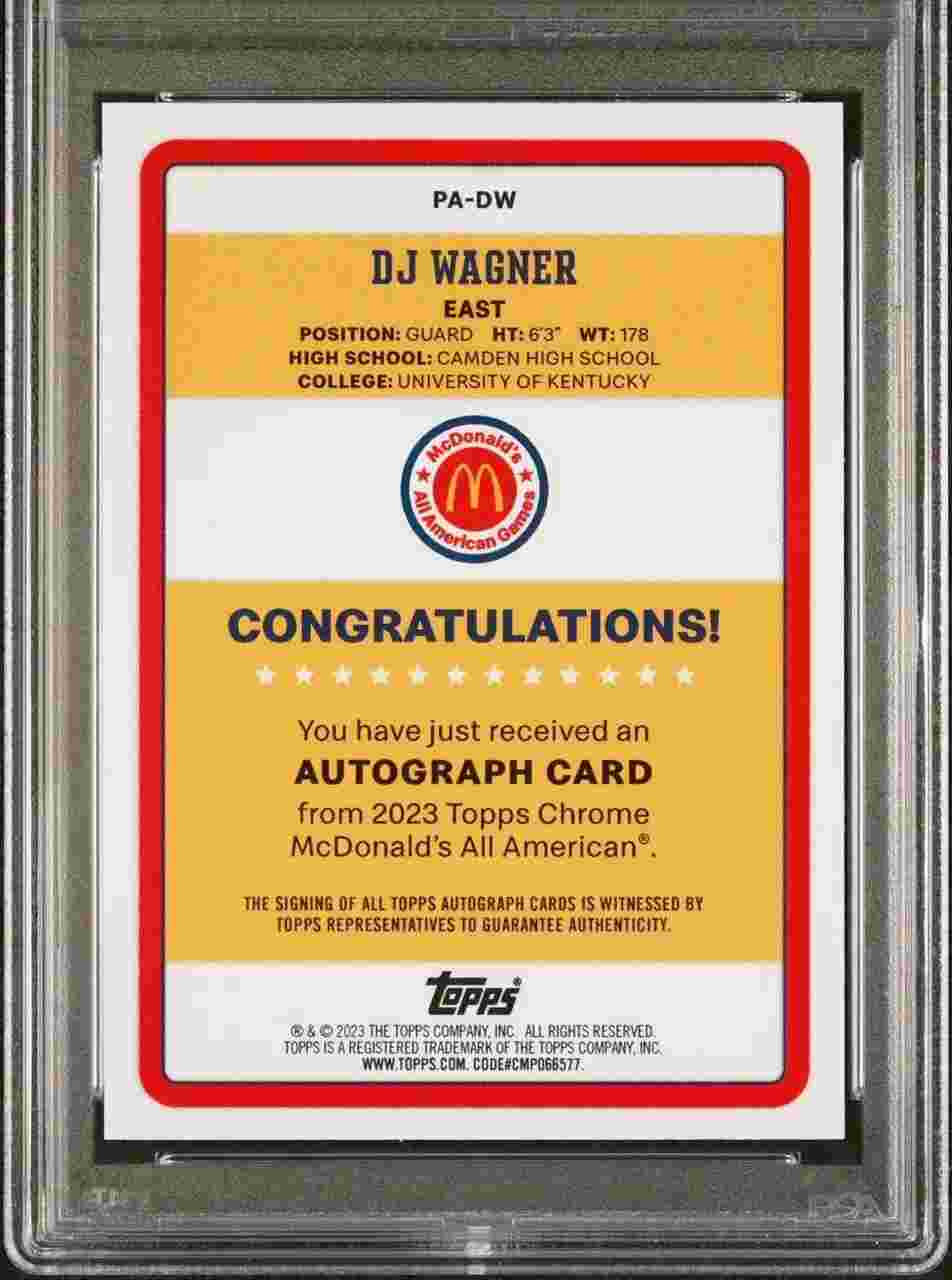 PA-DW
DJ WAGNER
EAST
POSITION: GUARD HT: 6'3" WT: 178
HIGH SCHOOL: CAMDEN HIGH SCHOOL
COLLEGE: UNIVERSITY OF KENTUCKY
McDonald's
All American Games
CONGRATULATIONS!
You have just received an
AUTOGRAPH CARD
from 2023 Topps Chrome
McDonald's All American®.
THE SIGNING OF ALL TOPPS AUTOGRAPH CARDS IS WITNESSED BY
TOPPS REPRESENTATIVES TO GUARANTEE AUTHENTICITY.
topps®
® & © 2023 THE TOPPS COMPANY, INC. ALL RIGHTS RESERVED.
TOPPS IS A REGISTERED TRADEMARK OF THE TOPPS COMPANY, INC.
WWW.TOPPS.COM. CODE#CMP066577.
PSA